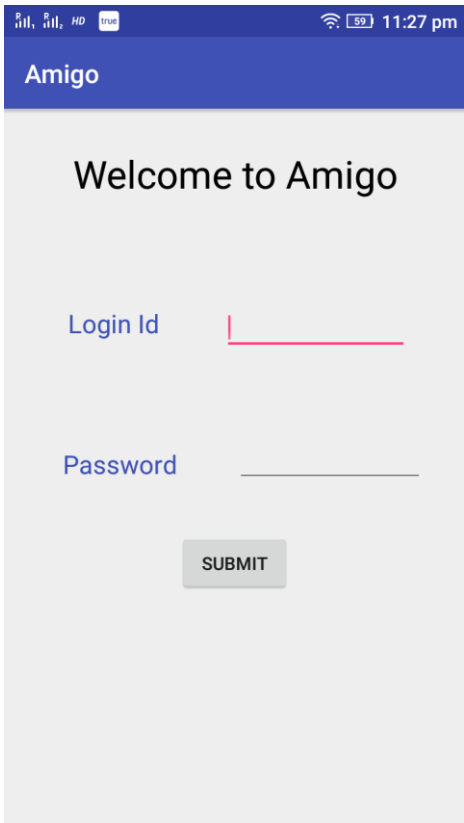 R R HD true 59 11:27 pm
Amigo
Welcome to Amigo
Login Id
Password
SUBMIT